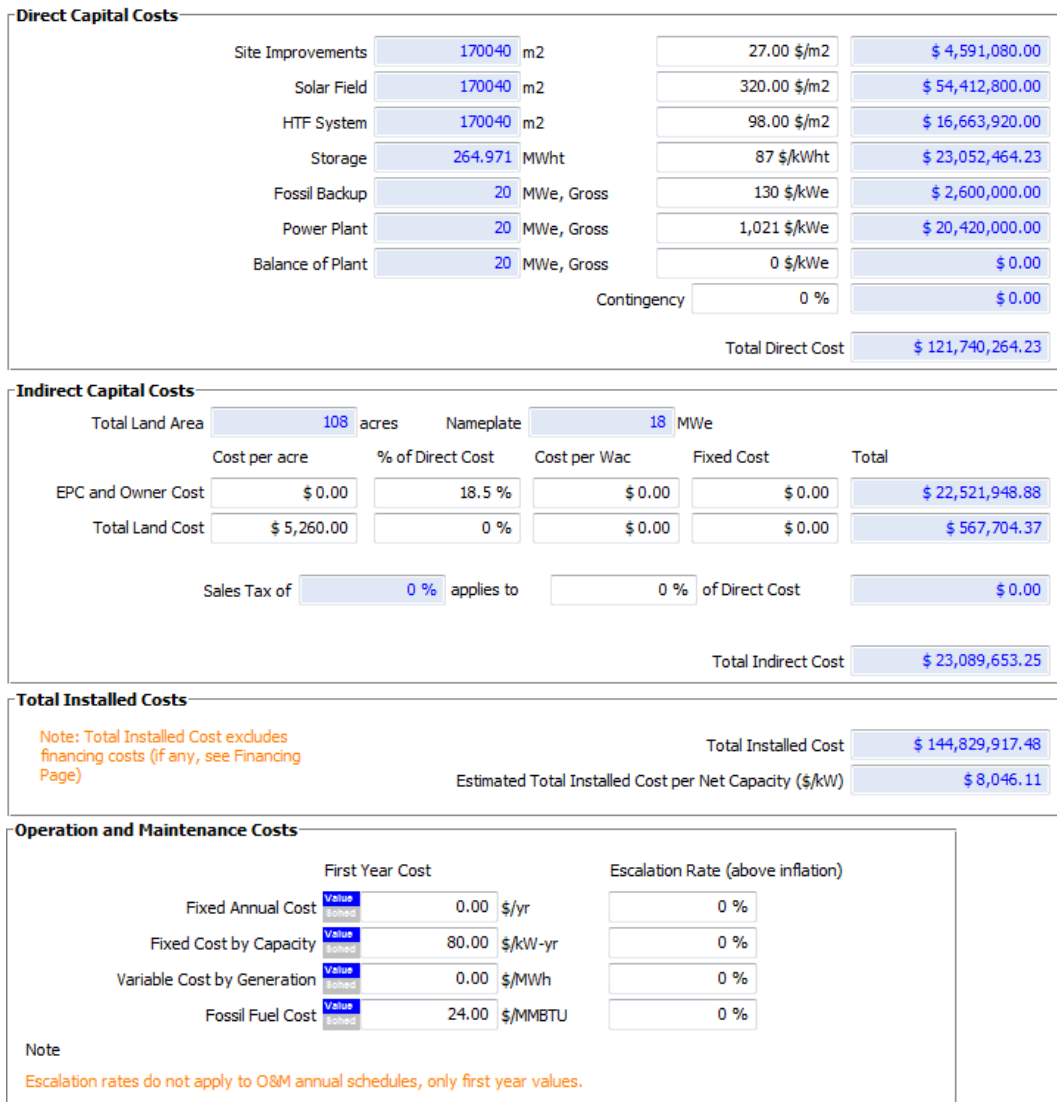 Direct Capital Costs
Site Improvements 170040 m2 27.00 $/m2 $ 4,591,080.00
Solar Field 170040 m2 320.00 $/m2 $ 54,412,800.00
HTF System 170040 m2 98.00 $/m2 $ 16,663,920.00
Storage 264.971 MWht 87 $/kWht $ 23,052,464.23
Fossil Backup 20 MWe, Gross 130 $/kWe $ 2,600,000.00
Power Plant 20 MWe, Gross 1,021 $/kWe $ 20,420,000.00
Balance of Plant 20 MWe, Gross 0 $/kWe $ 0.00
Contingency 0 % $ 0.00
Total Direct Cost $ 121,740,264.23
Indirect Capital Costs
Total Land Area 108 acres Nameplate 18 MWe
Cost per acre % of Direct Cost Cost per Wac Fixed Cost Total
EPC and Owner Cost $ 0.00 18.5 % $ 0.00 $ 0.00 $ 22,521,948.88
Total Land Cost $ 5,260.00 0 % $ 0.00 $ 0.00 $ 567,704.37
Sales Tax of 0 % applies to 0 % of Direct Cost $ 0.00
Total Indirect Cost $ 23,089,653.25
Total Installed Costs
Note: Total Installed Cost excludes
financing costs (if any, see Financing
Page)
Total Installed Cost $ 144,829,917.48
Estimated Total Installed Cost per Net Capacity ($/kW) $ 8,046.11
Operation and Maintenance Costs
First Year Cost Escalation Rate (above inflation)
Fixed Annual Cost Value Sched 0.00 $/yr 0 %
Fixed Cost by Capacity Value Sched 80.00 $/kW-yr 0 %
Variable Cost by Generation Value Sched 0.00 $/MWh 0 %
Fossil Fuel Cost Value Sched 24.00 $/MMBTU 0 %
Note
Escalation rates do not apply to O&M annual schedules, only first year values.